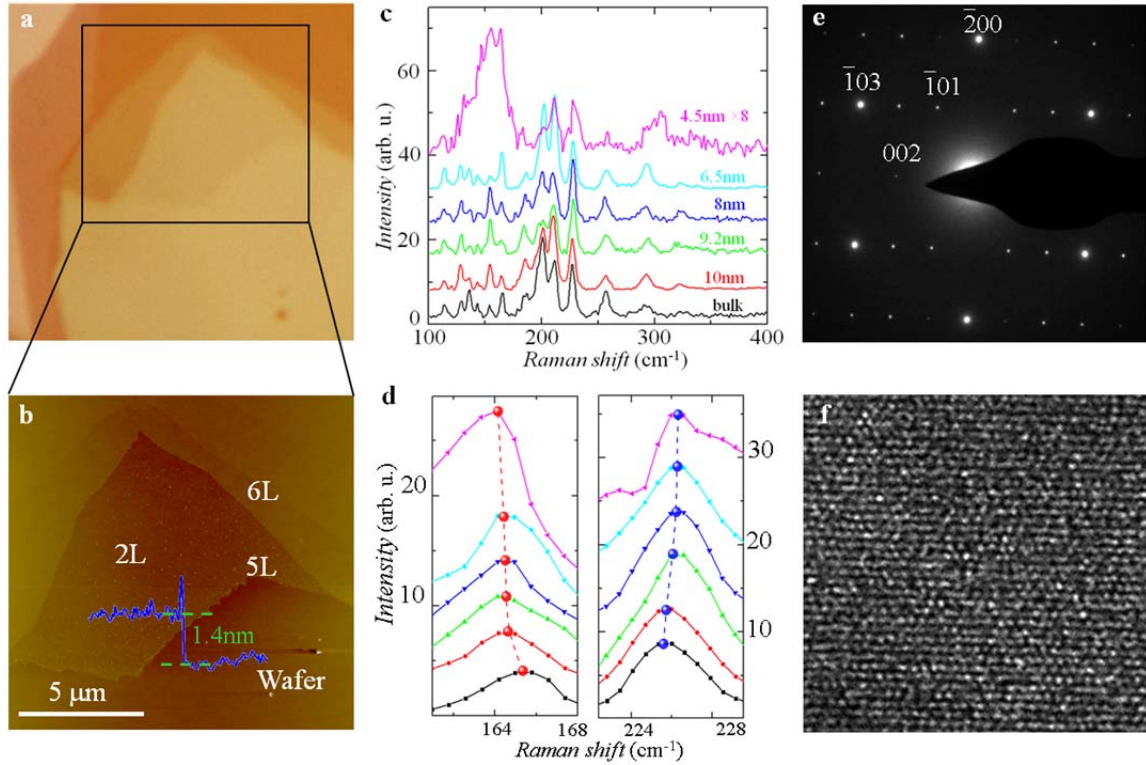 a
b
6L
2L
5L
1.4nm
Wafer
5 μm
c
Intensity (arb. u.)
60
40
20
0
4.5nm ×8
6.5nm
8nm
9.2nm
10nm
bulk
100 200 300 400
Raman shift (cm⁻¹)
d
Intensity (arb. u.)
20
10
30
20
10
164 168 224 228
Raman shift (cm⁻¹)
e
2̅00
1̅03 1̅01
002
f